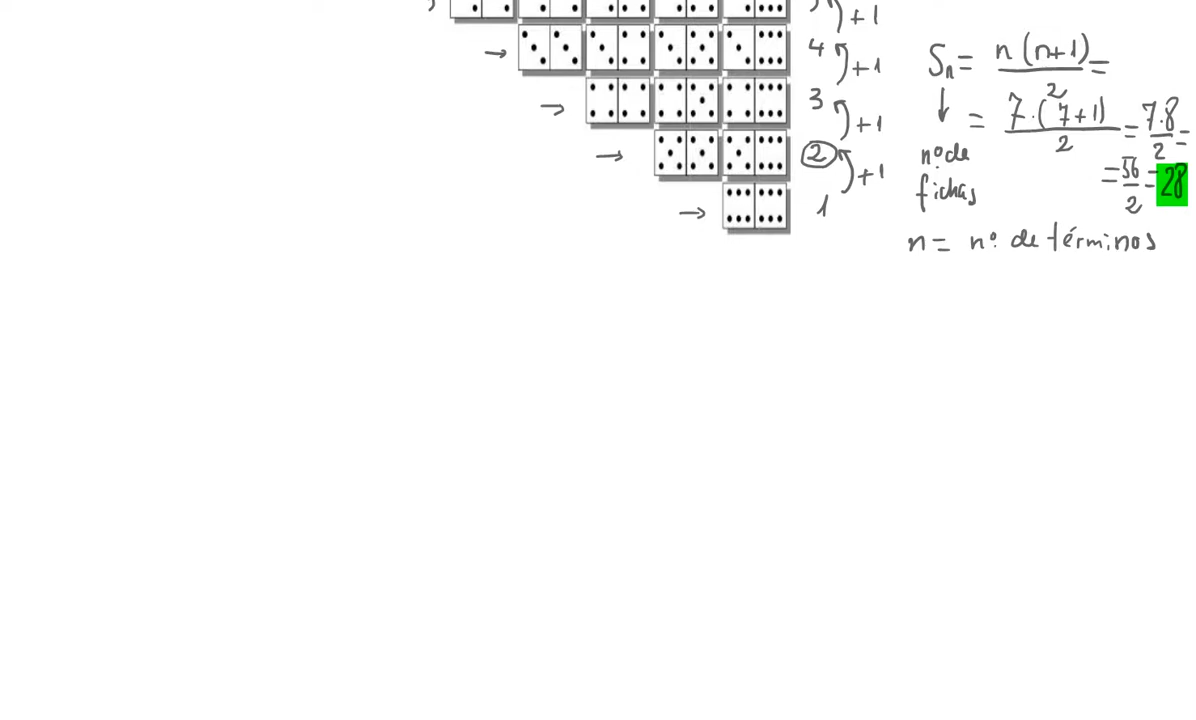 +1
4
+1
3
+1
2
+1
1
Sn = n(n+1)/2 =
= 7·(7+1)/2 = 7·8/2 =
= 56/2 = 28
nº de
fichas
n = nº de términos